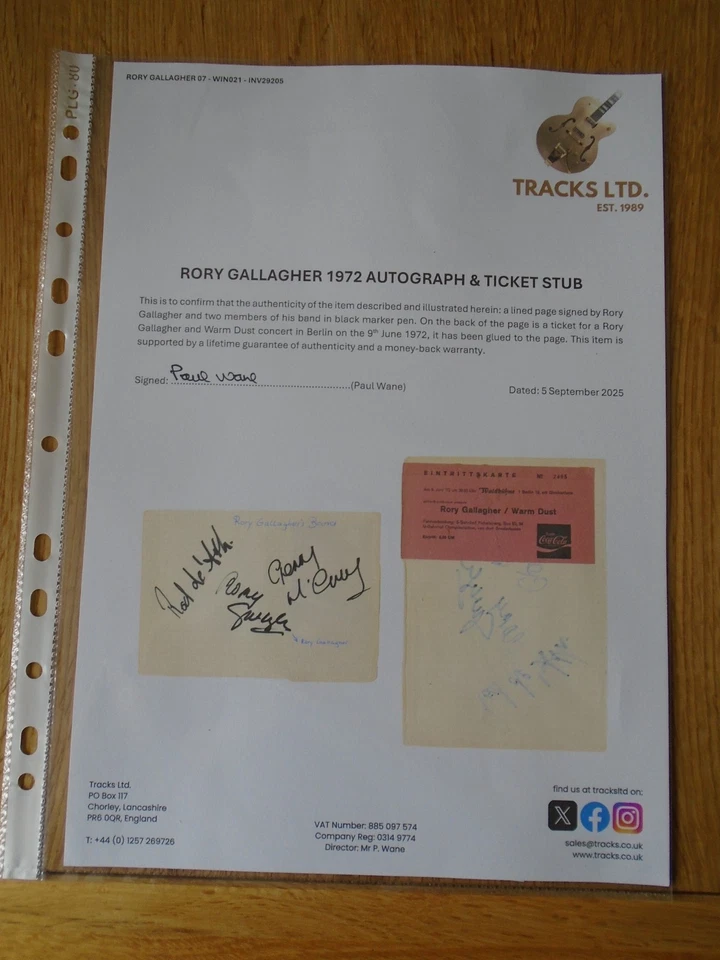 PLG-80
RORY GALLAGHER 07 - WIN021 - INV29205
TRACKS LTD.
EST. 1989
RORY GALLAGHER 1972 AUTOGRAPH & TICKET STUB
This is to confirm that the authenticity of the item described and illustrated herein: a lined page signed by Rory
Gallagher and two members of his band in black marker pen. On the back of the page is a ticket for a Rory
Gallagher and Warm Dust concert in Berlin on the 9th June 1972, it has been glued to the page. This item is
supported by a lifetime guarantee of authenticity and a money-back warranty.
Signed: Paul Wane (Paul Wane)
Dated: 5 September 2025
Rory Gallagher's
Rod de'Ath
Rory
Gerry
Rory Gallagher
EINTRITTSKARTE
Rory Gallagher / Warm Dust
Coca-Cola
Tracks Ltd.
PO Box 117
Chorley, Lancashire
PR6 0QR, England
T: +44 (0) 1257 269726
VAT Number: 885 097 574
Company Reg: 0314 9774
Director: Mr P. Wane
find us at tracksltd on:
sales@tracks.co.uk
www.tracks.co.uk